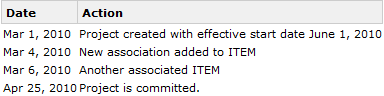 Date Action
Mar 1, 2010 Project created with effective start date June 1, 2010
Mar 4, 2010 New association added to ITEM
Mar 6, 2010 Another associated ITEM
Apr 25, 2010 Project is committed.